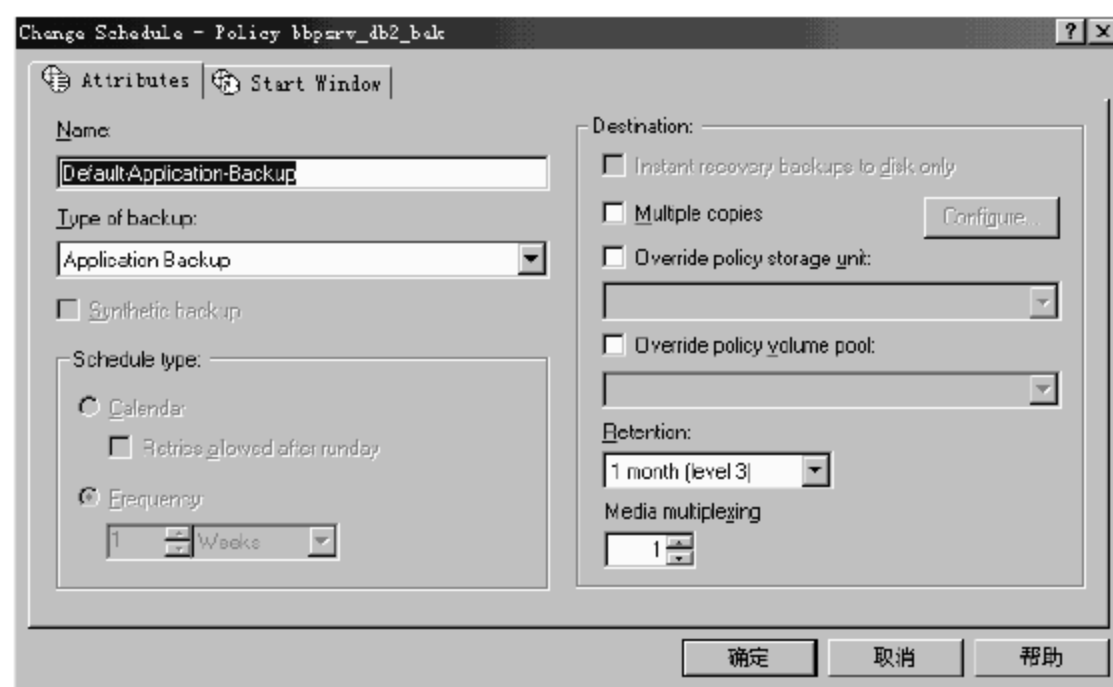 Change Schedule - Policy bbpsrv_db2_bak
Attributes
Start Window
Name:
Default-Application-Backup
Type of backup:
Application Backup
Synthetic backup
Schedule type:
Calendar
Retries allowed after runday
Frequency
1 Weeks
Destination:
Instant recovery backups to disk only
Multiple copies
Configure...
Override policy storage unit:
Override policy volume pool:
Retention:
1 month (level 3)
Media multiplexing
1
确定
取消
帮助